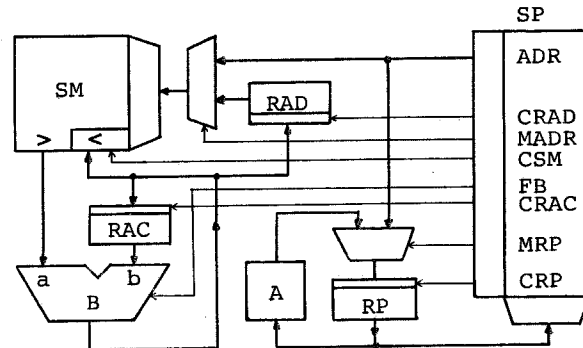 SP
ADR
SM
RAD
CRAD
MADR
> <
CSM
FB
CRAC
RAC
MRP
a b
B
A
CRP
RP